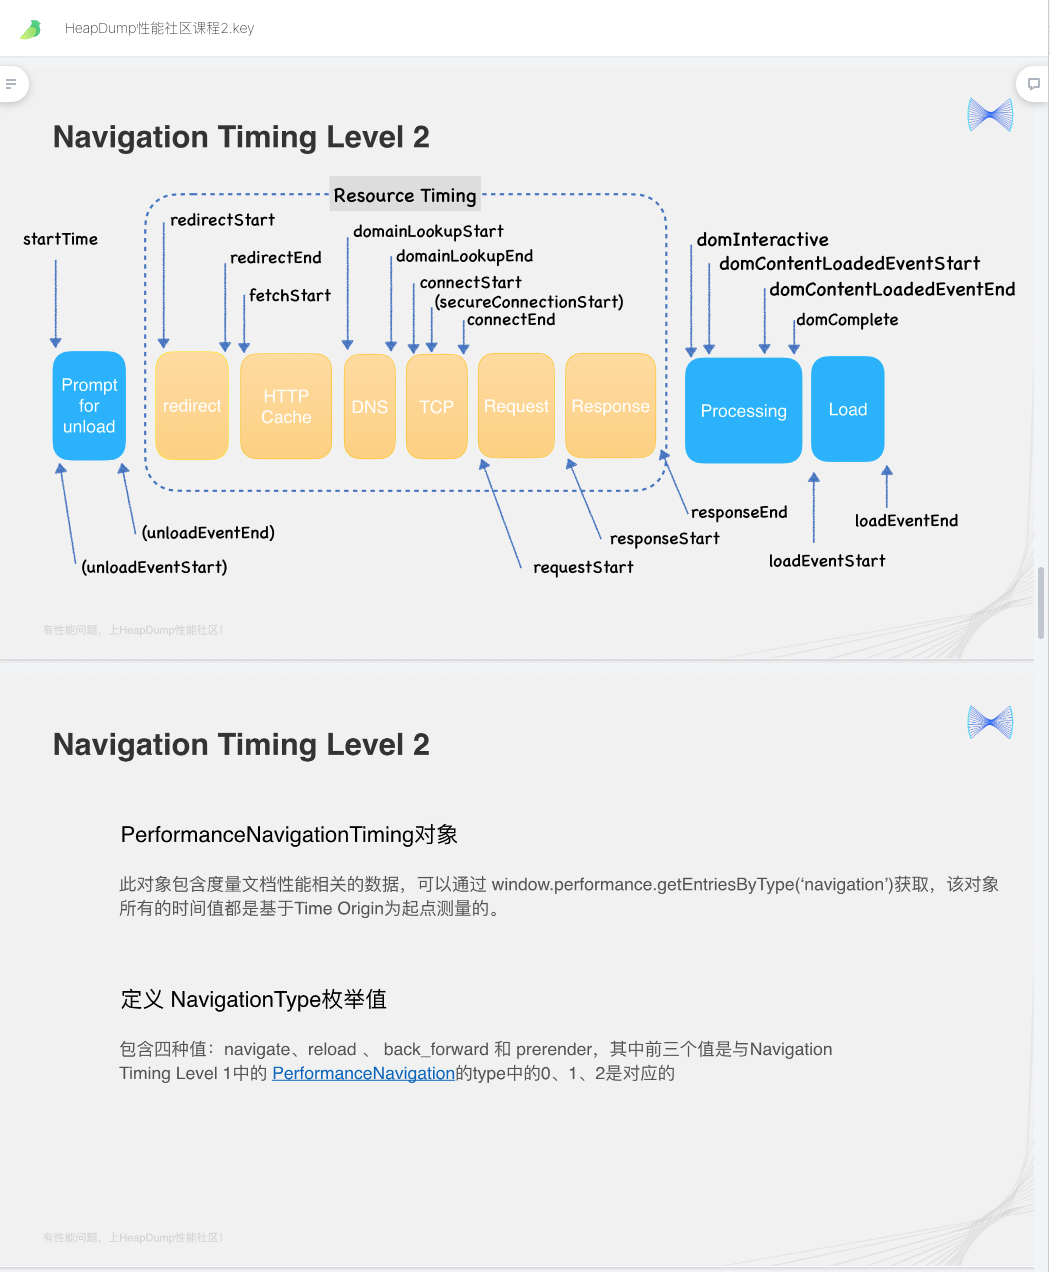 HeapDump性能社区课程2.key
Navigation Timing Level 2
Resource Timing
redirectStart
startTime
domainLookupStart
redirectEnd
domainLookupEnd
domInteractive
domContentLoadedEventStart
fetchStart
connectStart
domContentLoadedEventEnd
(secureConnectionStart)
connectEnd
domComplete
Prompt
for
unload
redirect
HTTP
Cache
DNS
TCP
Request
Response
Processing
Load
responseEnd
loadEventEnd
(unloadEventEnd)
responseStart
loadEventStart
(unloadEventStart)
requestStart
有性能问题，上HeapDump性能社区！
Navigation Timing Level 2
PerformanceNavigationTiming对象
此对象包含度量文档性能相关的数据，可以通过 window.performance.getEntriesByType(‘navigation’)获取，该对象
所有的时间值都是基于Time Origin为起点测量的。
定义 NavigationType枚举值
包含四种值：navigate、reload 、 back_forward 和 prerender，其中前三个值是与Navigation
Timing Level 1中的 PerformanceNavigation的type中的0、1、2是对应的
有性能问题，上HeapDump性能社区！